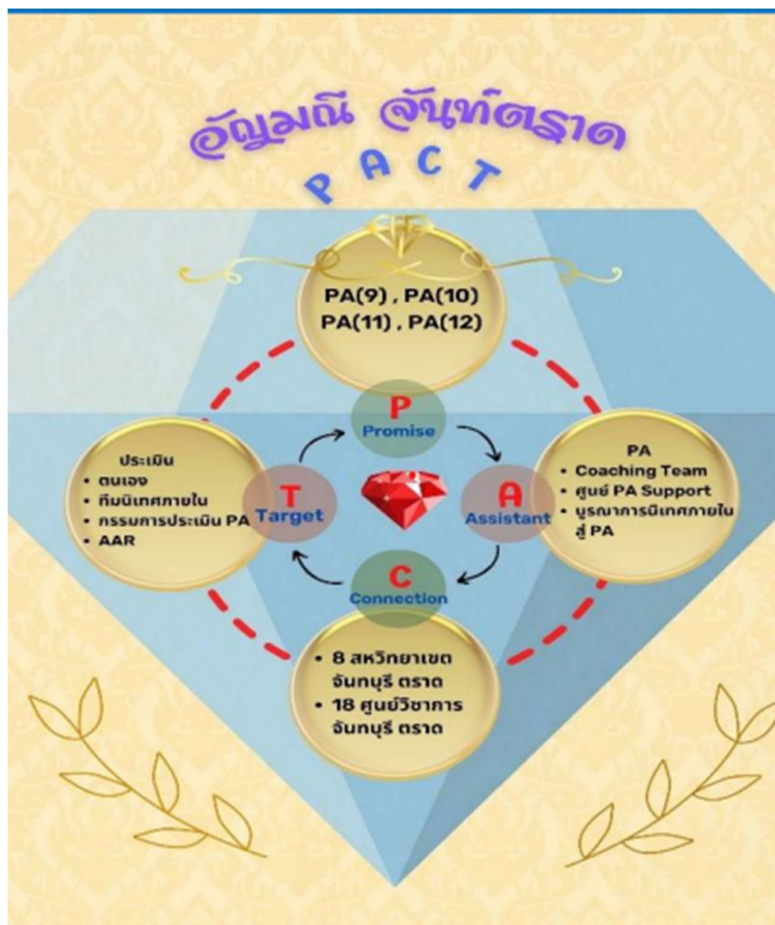 อัญมณี จันท์ตราด
PACT
PA(9) , PA(10)
PA(11) , PA(12)
P
Promise
A
Assistant
PA
• Coaching Team
• ศูนย์ PA Support
• บูรณาการนิเทศภายใน
สู่ PA
C
Connection
• 8 สหวิทยาเขต
จันทบุรี ตราด
• 18 ศูนย์วิชาการ
จันทบุรี ตราด
T
Target
ประเมิน
• ตนเอง
• ทีมนิเทศภายใน
• กรรมการประเมิน PA
• AAR